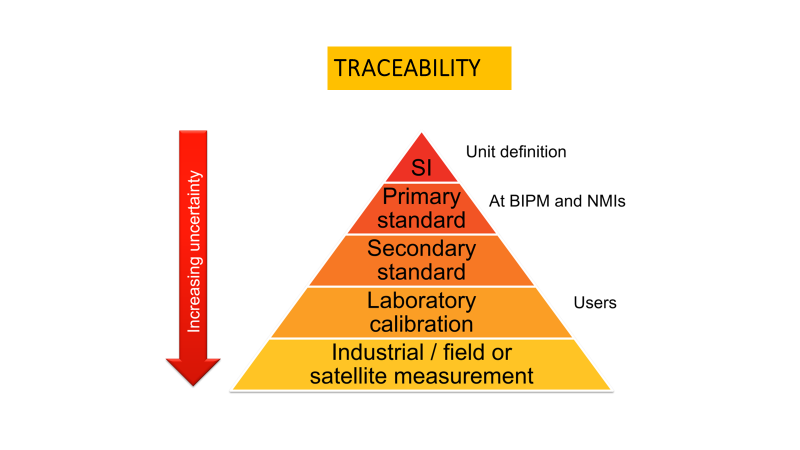 TRACEABILITY
Increasing uncertainty
SI
Unit definition
Primary
standard
At BIPM and NMIs
Secondary
standard
Laboratory
calibration
Users
Industrial / field or
satellite measurement